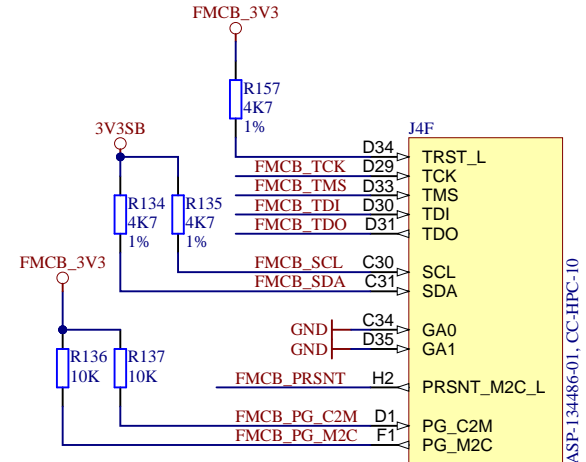 FMCB_3V3
R157
4K7
1%
3V3SB
J4F
D34 TRST_L
FMCB_TCK D29 TCK
FMCB_TMS D33 TMS
R134
4K7
1%
R135
4K7
1%
FMCB_TDI D30 TDI
FMCB_TDO D31 TDO
FMCB_3V3
FMCB_SCL C30 SCL
FMCB_SDA C31 SDA
GND C34 GA0
GND D35 GA1
R136
10K
R137
10K
FMCB_PRSNT H2 PRSNT_M2C_L
FMCB_PG_C2M D1 PG_C2M
FMCB_PG_M2C F1 PG_M2C
ASP-134486-01, CC-HPC-10